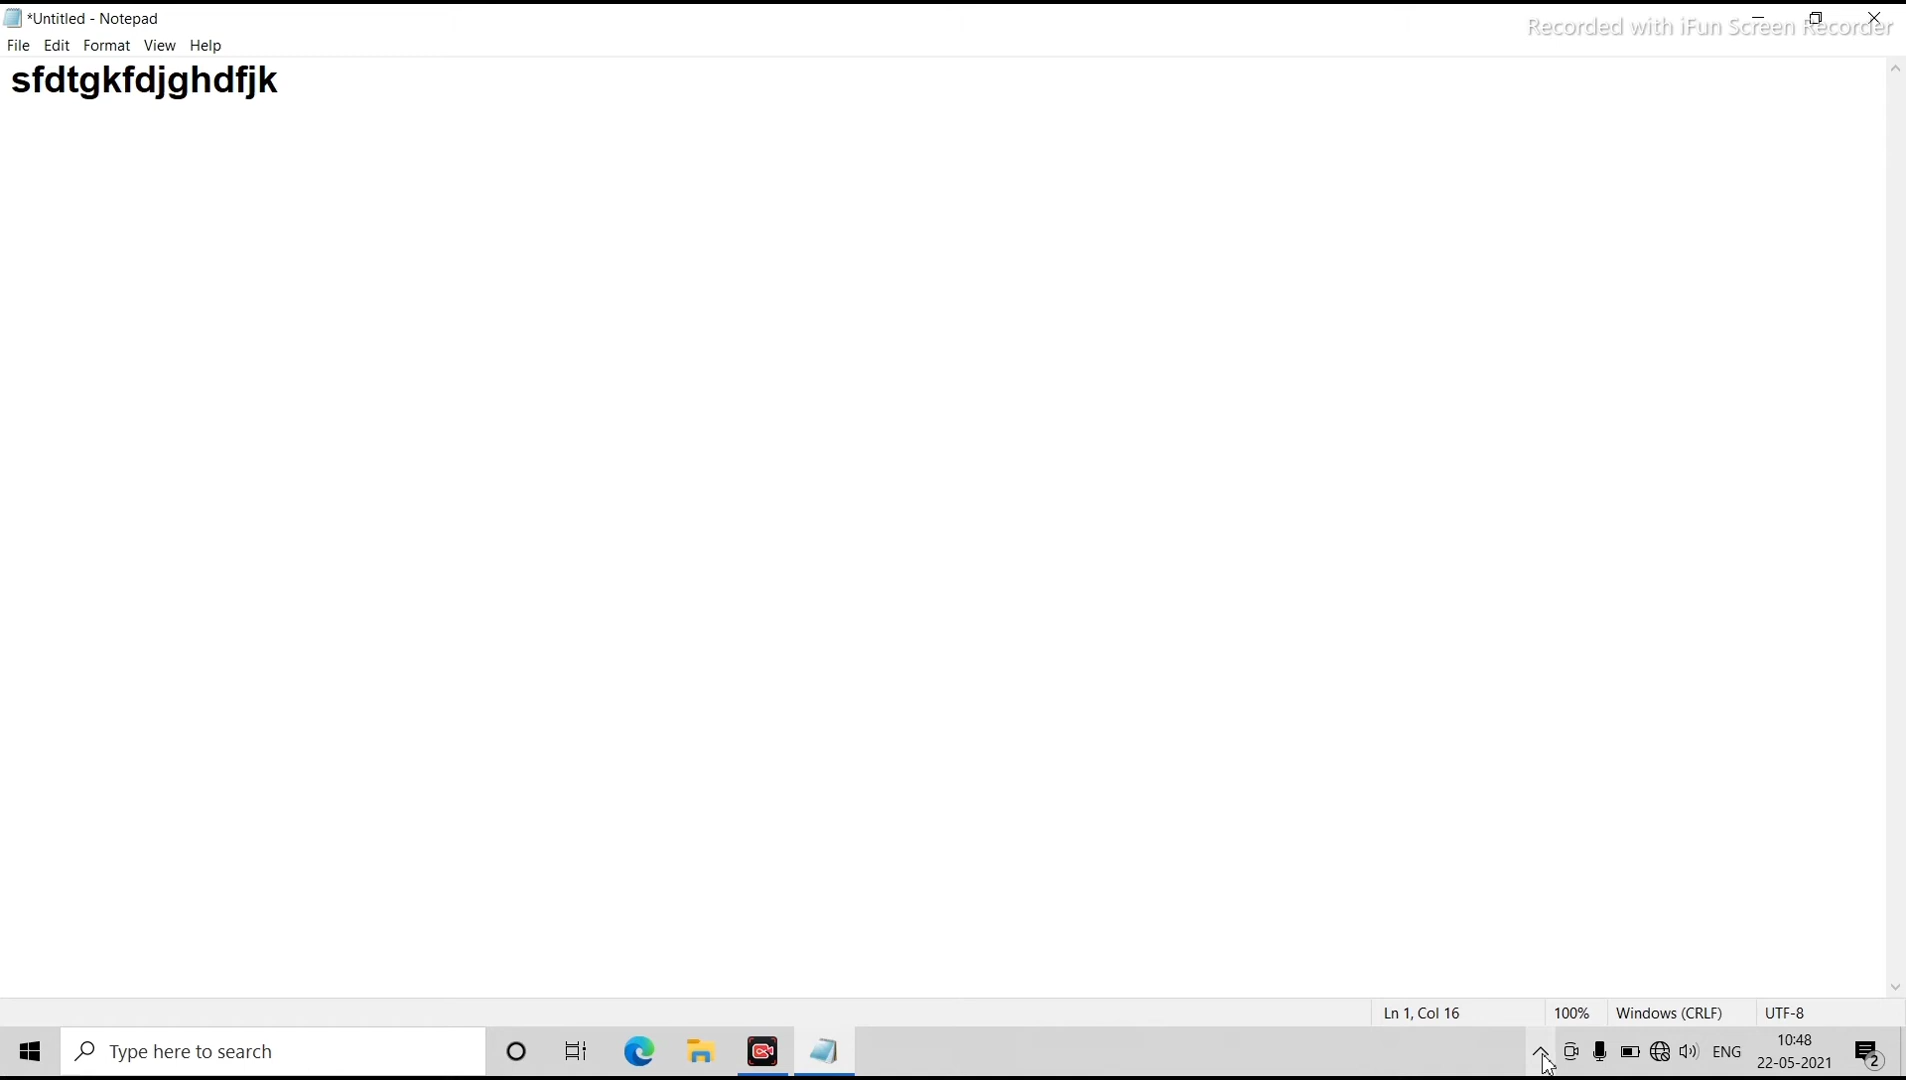 *Untitled - Notepad
Recorded with iFun Screen Recorder
File Edit Format View Help
sfdtgkfdjghdfjk
Ln 1, Col 16 100% Windows (CRLF) UTF-8
Type here to search ENG 10:48
22-05-2021 2